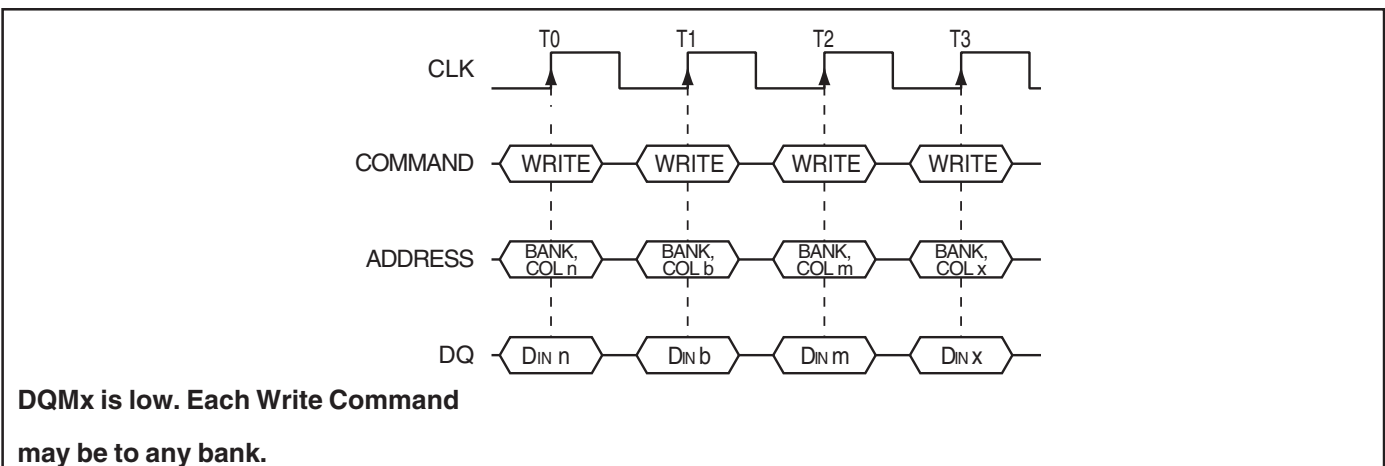 T0 T1 T2 T3
CLK
COMMAND WRITE WRITE WRITE WRITE
BANK, BANK, BANK, BANK,
ADDRESS
COL n COL b COL m COL x
DQ DIN n DIN b DIN m DIN x
DQMx is low. Each Write Command
may be to any bank.